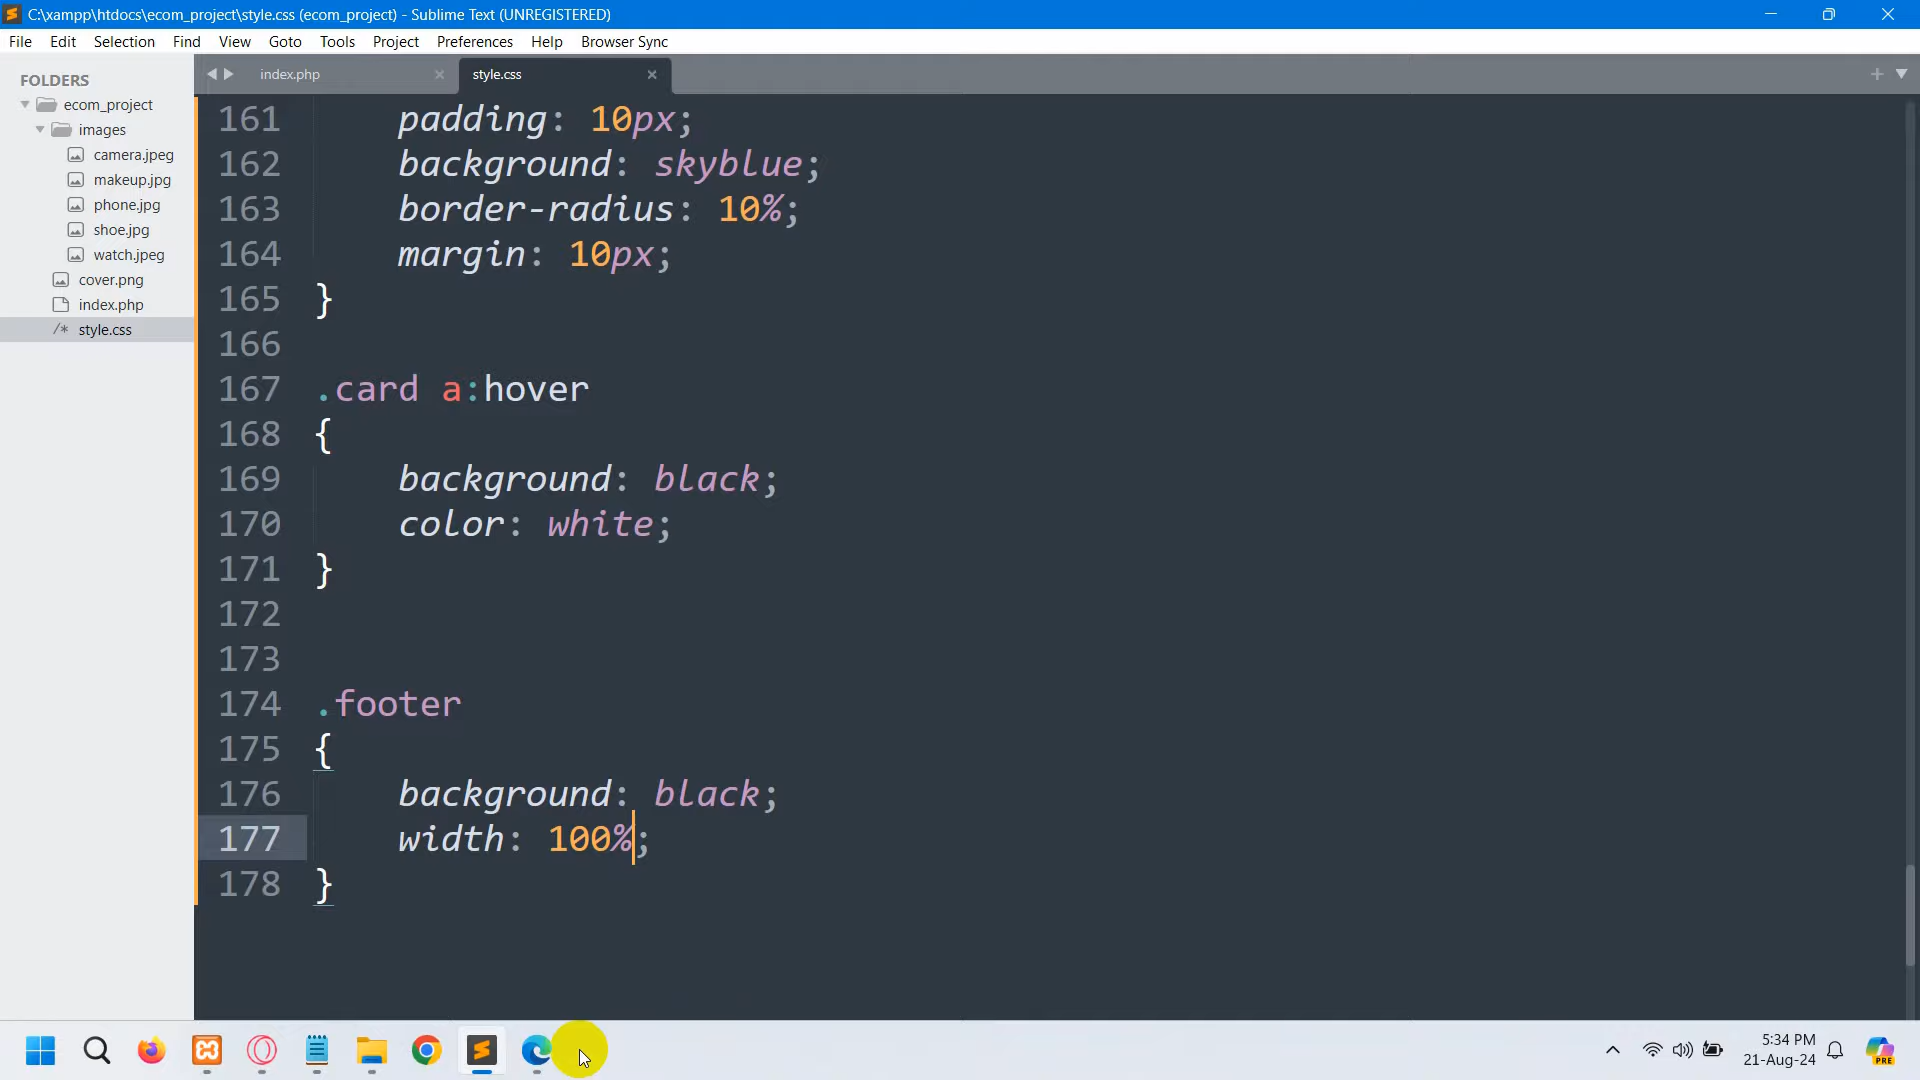 C:\xampp\htdocs\ecom_project\style.css (ecom_project) - Sublime Text (UNREGISTERED)
File Edit Selection Find View Goto Tools Project Preferences Help Browser Sync
FOLDERS
ecom_project
images
camera.jpeg
makeup.jpg
phone.jpg
shoe.jpg
watch.jpeg
cover.png
index.php
/* style.css
index.php
style.css
161 padding: 10px;
162 background: skyblue;
163 border-radius: 10%;
164 margin: 10px;
165 }
166
167 .card a:hover
168 {
169 background: black;
170 color: white;
171 }
172
173
174 .footer
175 {
176 background: black;
177 width: 100%;
178 }
5:34 PM
21-Aug-24
PRE